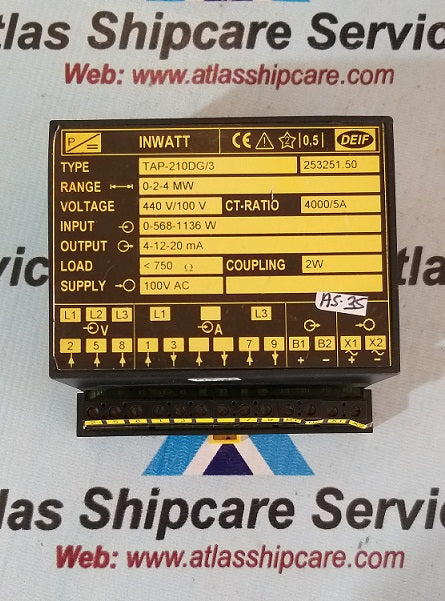 Atlas Shipcare Servic
Web: www.atlasshipcare.com
P INWATT CE 2 0,5 DEIF
TYPE TAP-210DG/3 253251.50
RANGE 0-2-4 MW
VOLTAGE 440 V/100 V CT-RATIO 4000/5A
INPUT 0-568-1136 W
OUTPUT 4-12-20 mA
LOAD < 750 Ω COUPLING 2W
SUPPLY 100V AC
AS-35
L1 L2 L3 L1 L3
V A
2 5 8 1 3 7 9 B1 B2 X1 X2
+ - + -
tlas Shipcare Service
Web: www.atlasshipcare.com